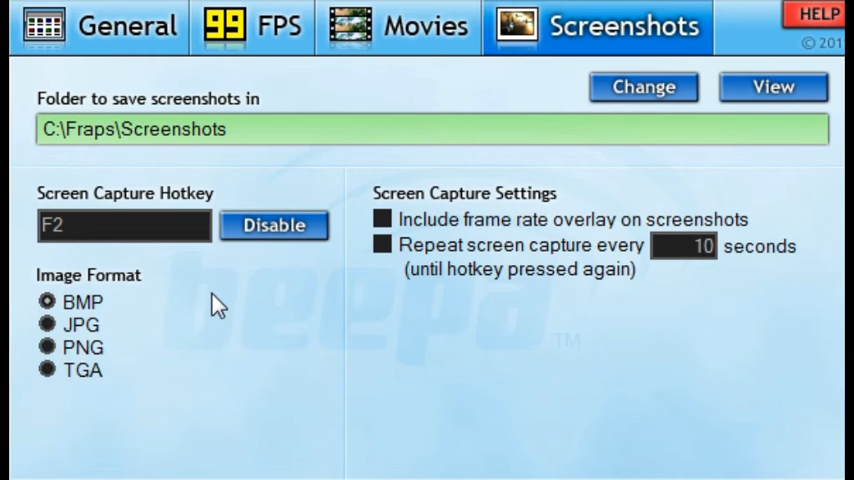 General
99 FPS
Movies
Screenshots
HELP
© 201
Folder to save screenshots in
Change
View
C:\Fraps\Screenshots
Screen Capture Hotkey
F2
Disable
Screen Capture Settings
Include frame rate overlay on screenshots
Repeat screen capture every 10 seconds
(until hotkey pressed again)
Image Format
BMP
JPG
PNG
TGA
beepa™